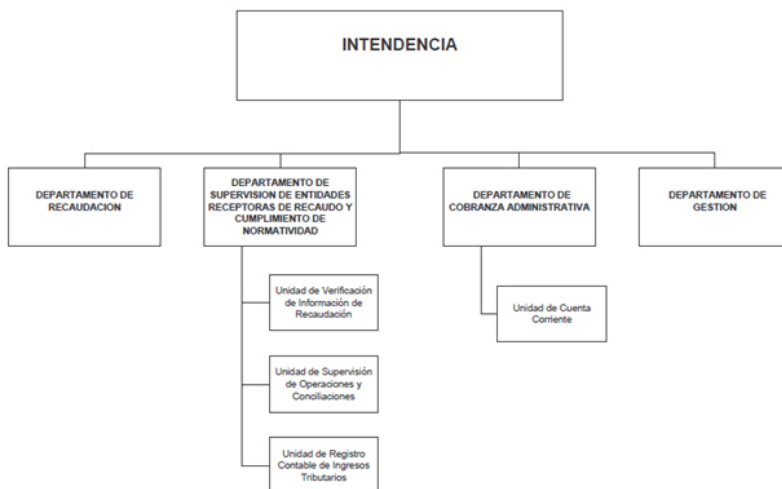 INTENDENCIA
DEPARTAMENTO DE
RECAUDACION
DEPARTAMENTO DE
SUPERVISION DE ENTIDADES
RECEPTORAS DE RECAUDO Y
CUMPLIMIENTO DE
NORMATIVIDAD
DEPARTAMENTO DE
COBRANZA ADMINISTRATIVA
DEPARTAMENTO DE
GESTION
Unidad de Verificación
de Información de
Recaudación
Unidad de Cuenta
Corriente
Unidad de Supervisión
de Operaciones y
Conciliaciones
Unidad de Registro
Contable de Ingresos
Tributarios